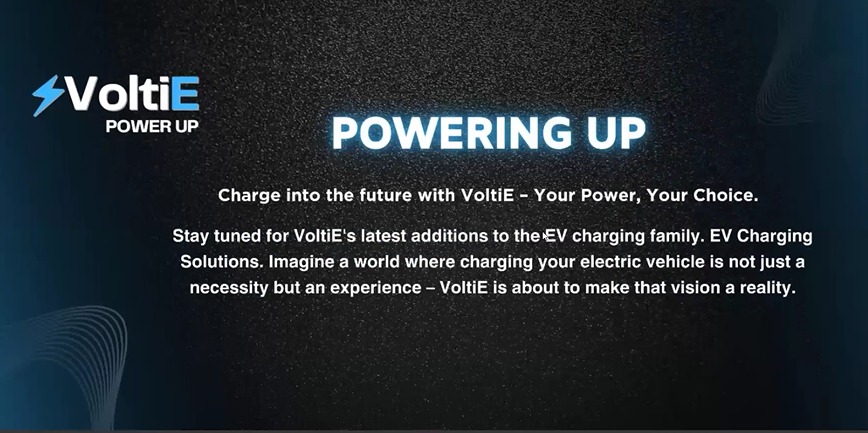 VoltiE
POWER UP
POWERING UP
Charge into the future with VoltiE – Your Power, Your Choice.
Stay tuned for VoltiE's latest additions to the EV charging family. EV Charging
Solutions. Imagine a world where charging your electric vehicle is not just a
necessity but an experience – VoltiE is about to make that vision a reality.